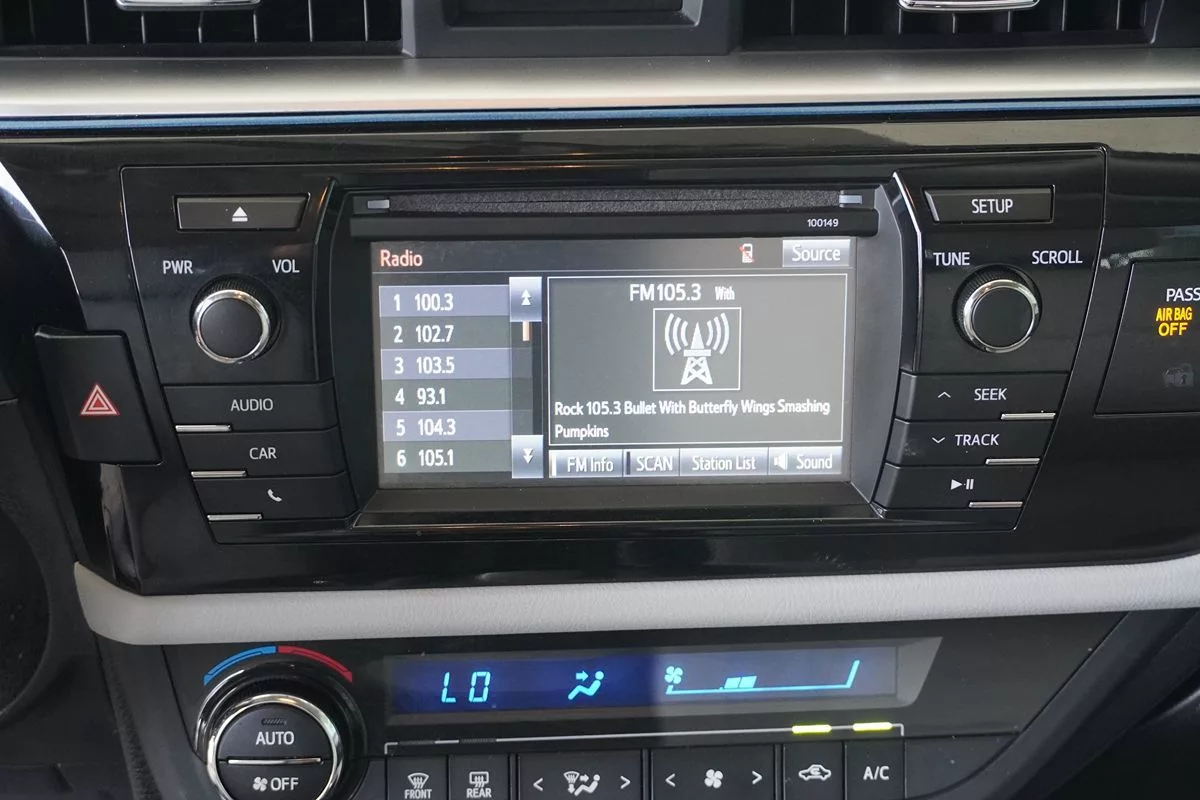 100149
SETUP
PWR VOL
TUNE SCROLL
Radio
Source
1 100.3
2 102.7
3 103.5
4 93.1
5 104.3
6 105.1
FM105.3 With
Rock 105.3 Bullet With Butterfly Wings Smashing
Pumpkins
FM Info SCAN Station List Sound
AUDIO
CAR
SEEK
TRACK
PASS
AIR BAG
OFF
LO
AUTO
OFF
FRONT
REAR
A/C